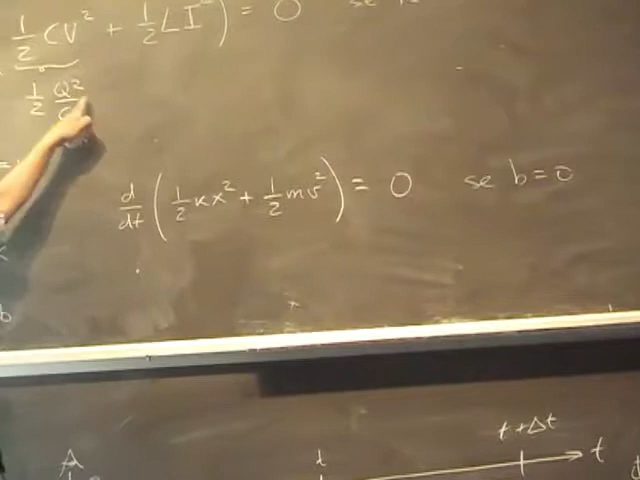 1/2 CV² + 1/2 LI²) = 0 se
1/2 Q²/C
d/dt (1/2 kx² + 1/2 mv²) = 0 se b = 0
t + Δt
A t t